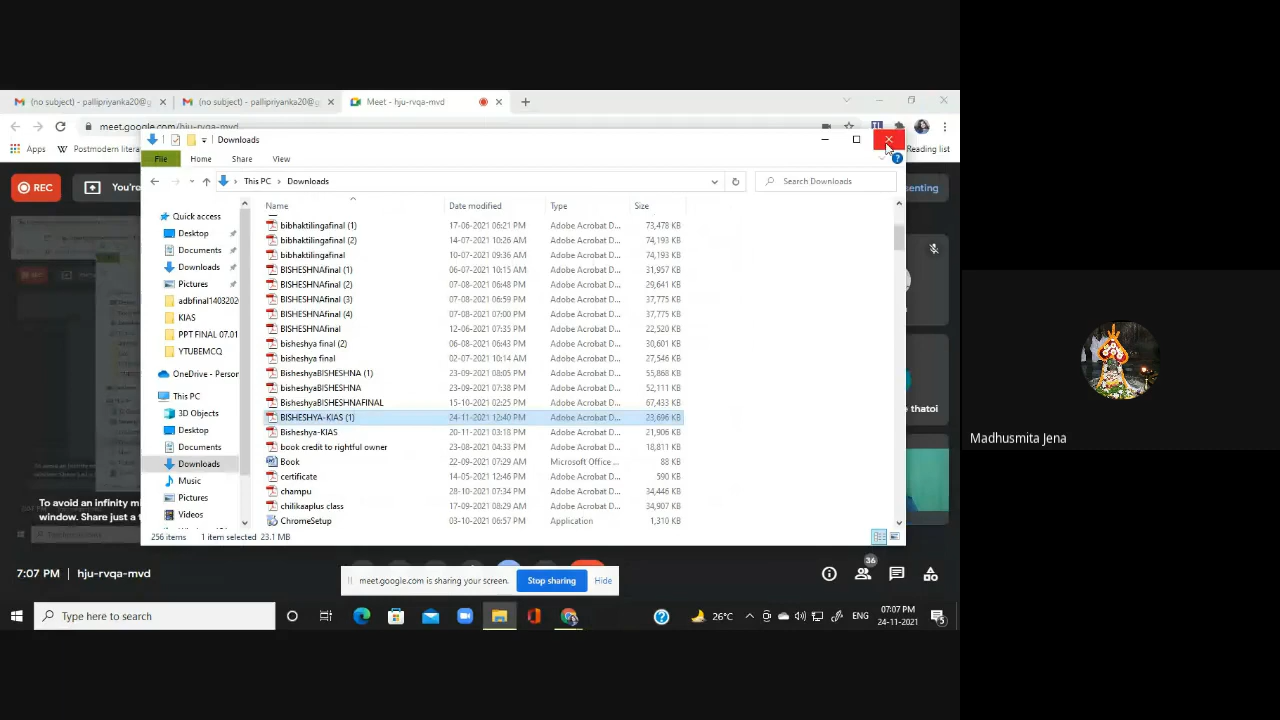 (no subject) - pallipriyanka20@g
(no subject) - pallipriyanka20@g
Meet - hju-rvqa-mvd
meet.google.com/hju-rvqa-mvd
Apps
Postmodern litera
Reading list
Downloads
File Home Share View
This PC Downloads
Search Downloads
REC
You're
Name Date modified Type Size
Quick access
Desktop
Documents
Downloads
Pictures
adbfinal1403202
KIAS
PPT FINAL 07.01
YTUBEMCQ
OneDrive - Person
This PC
3D Objects
Desktop
Documents
Downloads
Music
Pictures
Videos
bibhaktilingafinal (1) 17-06-2021 06:21 PM Adobe Acrobat D... 73,478 KB
bibhaktilingafinal (2) 14-07-2021 10:26 AM Adobe Acrobat D... 74,193 KB
bibhaktilingafinal 10-07-2021 09:36 AM Adobe Acrobat D... 74,193 KB
BISHESHNAfinal (1) 06-07-2021 10:15 AM Adobe Acrobat D... 31,957 KB
BISHESHNAfinal (2) 07-08-2021 06:48 PM Adobe Acrobat D... 29,641 KB
BISHESHNAfinal (3) 07-08-2021 06:59 PM Adobe Acrobat D... 37,775 KB
BISHESHNAfinal (4) 07-08-2021 07:00 PM Adobe Acrobat D... 37,775 KB
BISHESHNAfinal 12-06-2021 07:35 PM Adobe Acrobat D... 22,520 KB
bisheshya final (2) 06-08-2021 06:43 PM Adobe Acrobat D... 30,601 KB
bisheshya final 02-07-2021 10:14 AM Adobe Acrobat D... 27,546 KB
bisheshyaBISHESHNA (1) 23-09-2021 08:05 PM Adobe Acrobat D... 55,868 KB
bisheshyaBISHESHNA 23-09-2021 07:38 PM Adobe Acrobat D... 52,111 KB
BisheshyaBISHESHNAFINAL 15-10-2021 02:25 PM Adobe Acrobat D... 67,433 KB
BISHESHYA-KIAS (1) 24-11-2021 12:40 PM Adobe Acrobat D... 23,696 KB
Bisheshya-KIAS 20-11-2021 03:18 PM Adobe Acrobat D... 21,906 KB
book credit to rightful owner 23-08-2021 04:33 PM Adobe Acrobat D... 18,811 KB
Book 22-09-2021 07:29 AM Microsoft Office ... 88 KB
certificate 14-05-2021 12:46 PM Adobe Acrobat D... 590 KB
champu 28-10-2021 07:34 PM Adobe Acrobat D... 34,446 KB
chilikaaplus class 17-09-2021 08:29 AM Adobe Acrobat D... 34,907 KB
ChromeSetup 03-10-2021 06:57 PM Application 1,310 KB
256 items 1 item selected 23.1 MB
senting
thatoi
To avoid an infinity mi
window. Share just a
7:07 PM | hju-rvqa-mvd
meet.google.com is sharing your screen. Stop sharing Hide
36
Type here to search
26°C
ENG
07:07 PM
24-11-2021
5
Madhusmita Jena